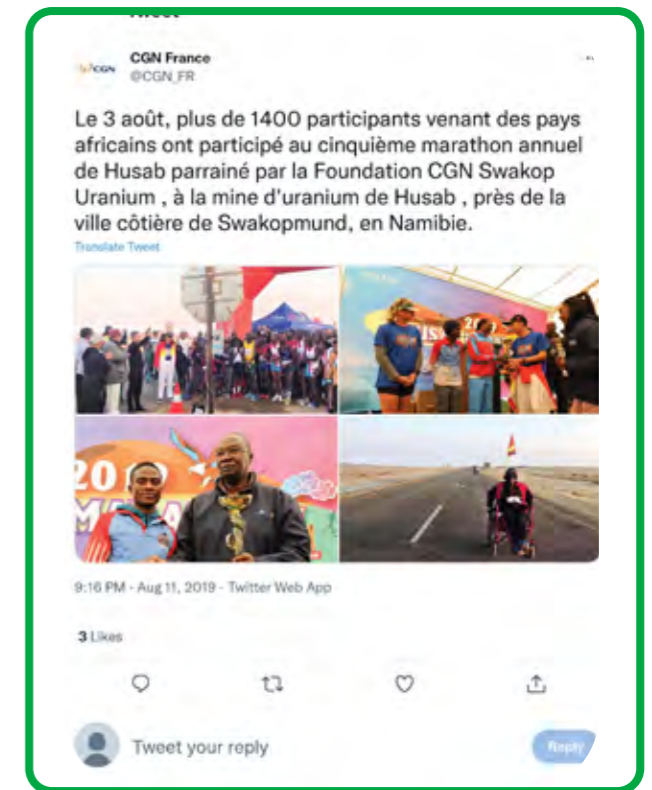 Tweet
CGN
CGN France
@CGN_FR
Le 3 août, plus de 1400 participants venant des pays
africains ont participé au cinquième marathon annuel
de Husab parrainé par la Foundation CGN Swakop
Uranium , à la mine d'uranium de Husab , près de la
ville côtière de Swakopmund, en Namibie.
Translate Tweet
9:16 PM · Aug 11, 2019 · Twitter Web App
3 Likes
Tweet your reply
Reply